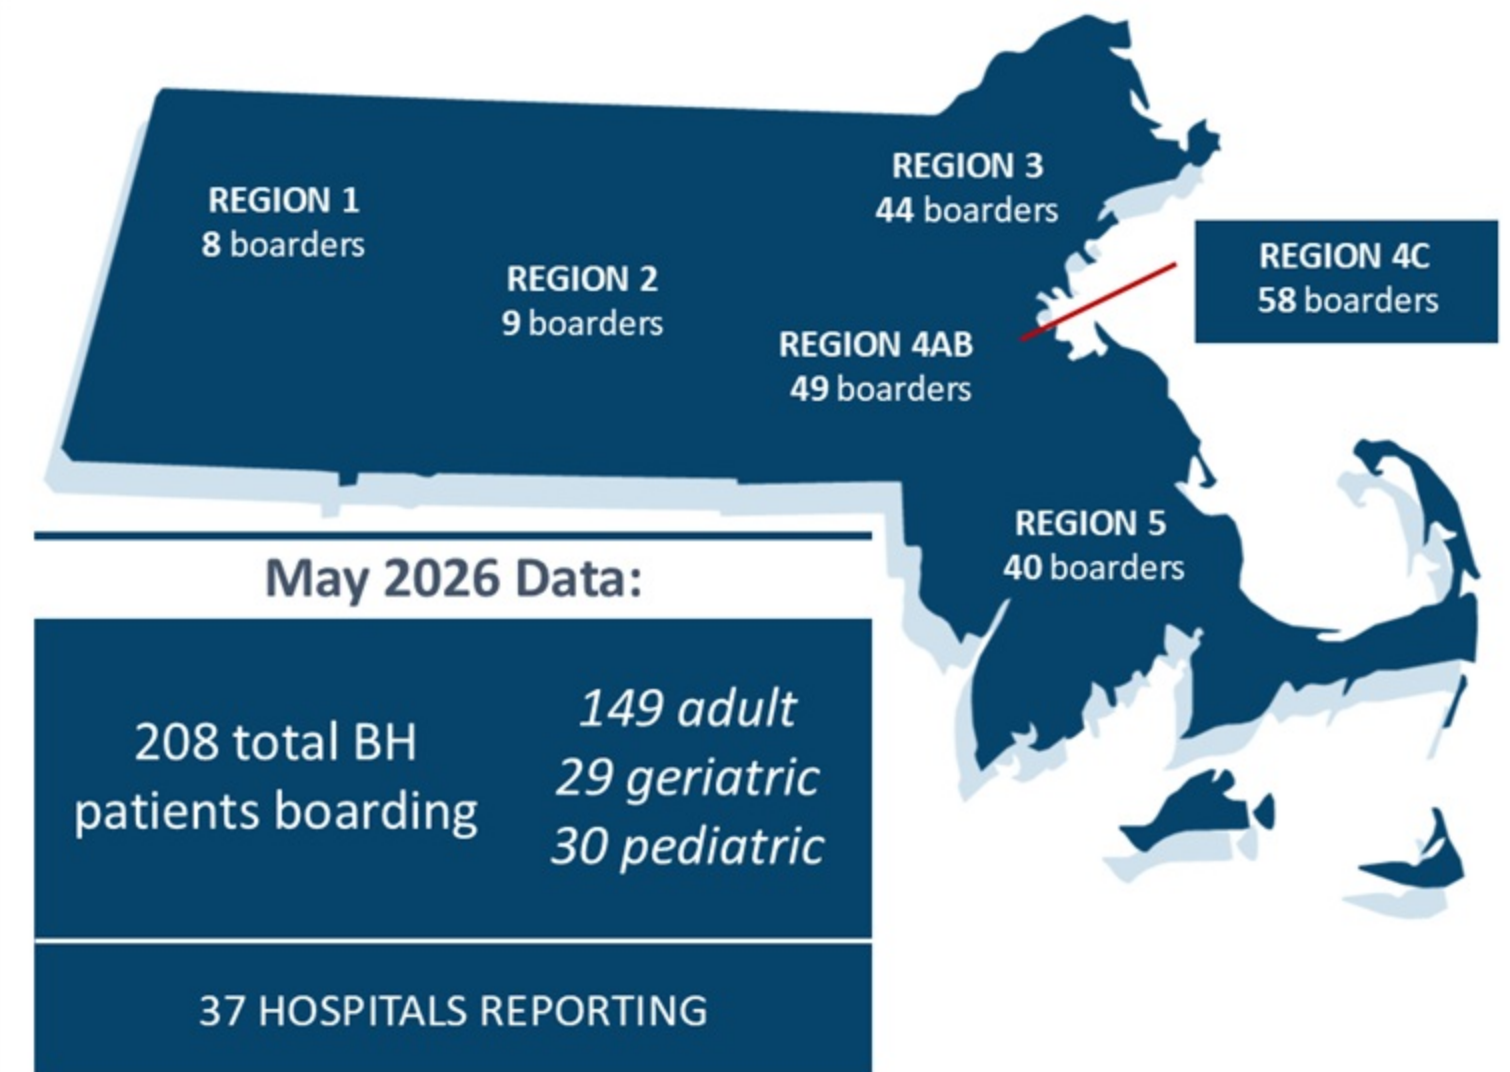 REGION 1
8 boarders
REGION 2
9 boarders
REGION 3
44 boarders
REGION 4AB
49 boarders
REGION 4C
58 boarders
REGION 5
40 boarders
May 2026 Data:
208 total BH
patients boarding
149 adult
29 geriatric
30 pediatric
37 HOSPITALS REPORTING